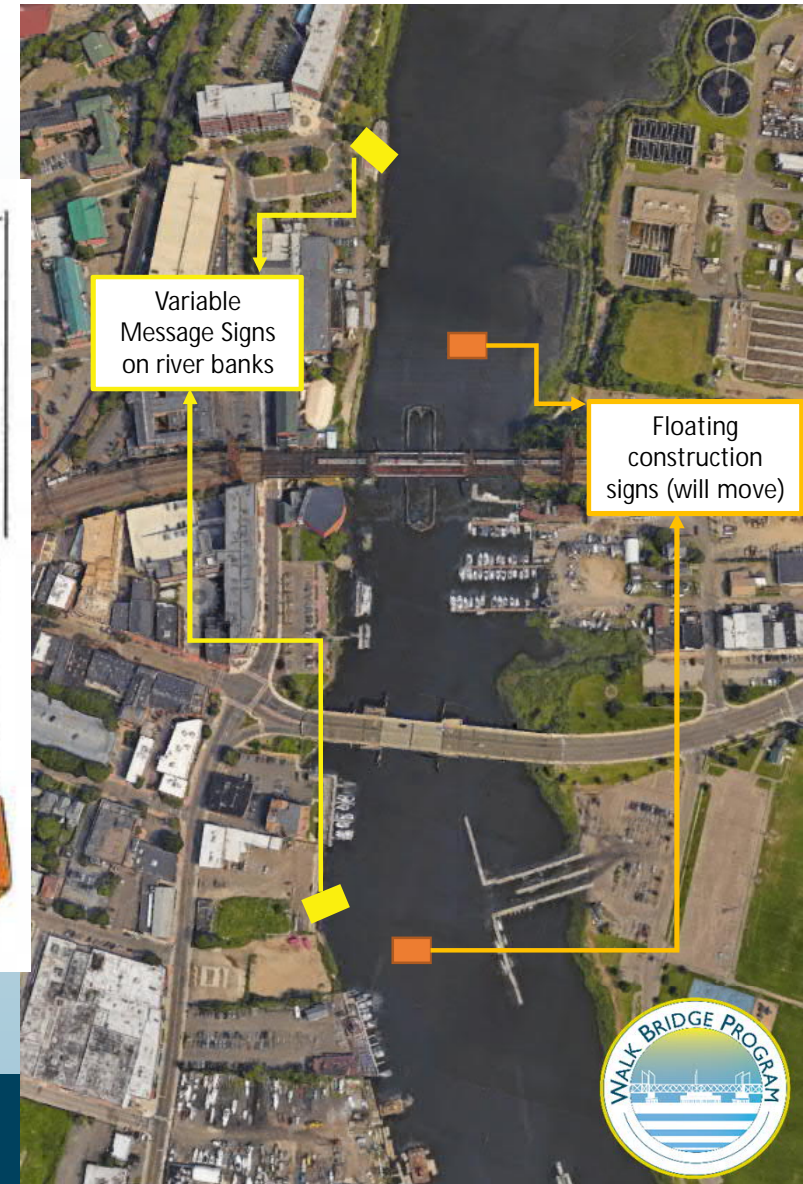 Variable
Message Signs
on river banks
Floating
construction
signs (will move)
WALK BRIDGE PROGRAM